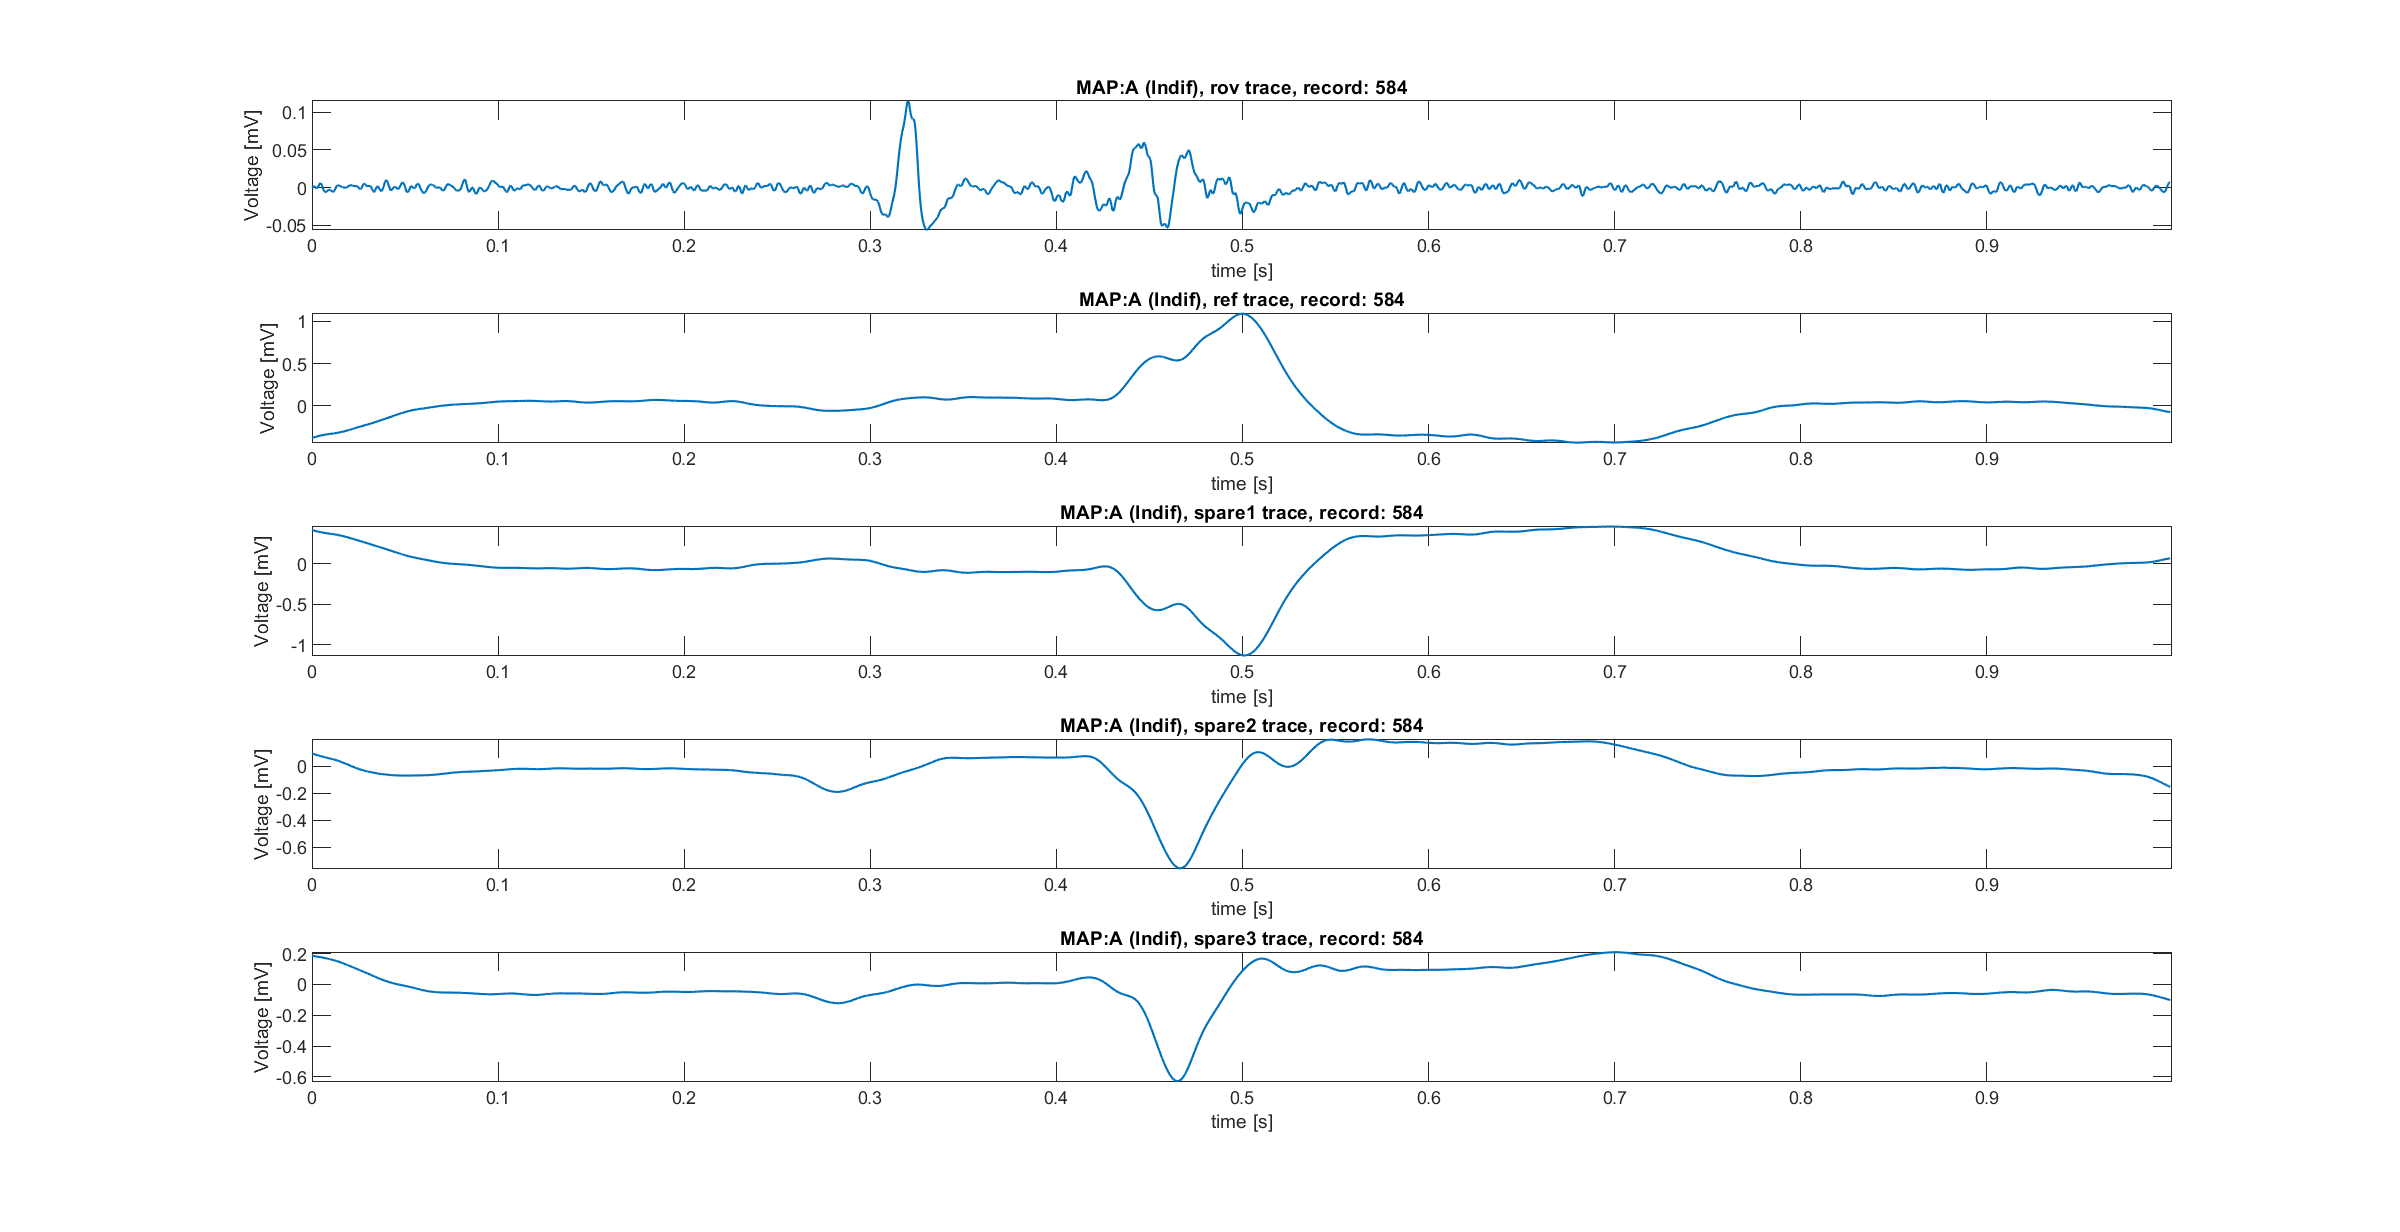 MAP:A (Indif), rov trace, record: 584
Voltage [mV]
0.1
0.05
0
-0.05
0 0.1 0.2 0.3 0.4 0.5 0.6 0.7 0.8 0.9
time [s]
MAP:A (Indif), ref trace, record: 584
Voltage [mV]
1
0.5
0
0 0.1 0.2 0.3 0.4 0.5 0.6 0.7 0.8 0.9
time [s]
MAP:A (Indif), spare1 trace, record: 584
Voltage [mV]
0
-0.5
-1
0 0.1 0.2 0.3 0.4 0.5 0.6 0.7 0.8 0.9
time [s]
MAP:A (Indif), spare2 trace, record: 584
Voltage [mV]
0
-0.2
-0.4
-0.6
0 0.1 0.2 0.3 0.4 0.5 0.6 0.7 0.8 0.9
time [s]
MAP:A (Indif), spare3 trace, record: 584
Voltage [mV]
0.2
0
-0.2
-0.4
-0.6
0 0.1 0.2 0.3 0.4 0.5 0.6 0.7 0.8 0.9
time [s]